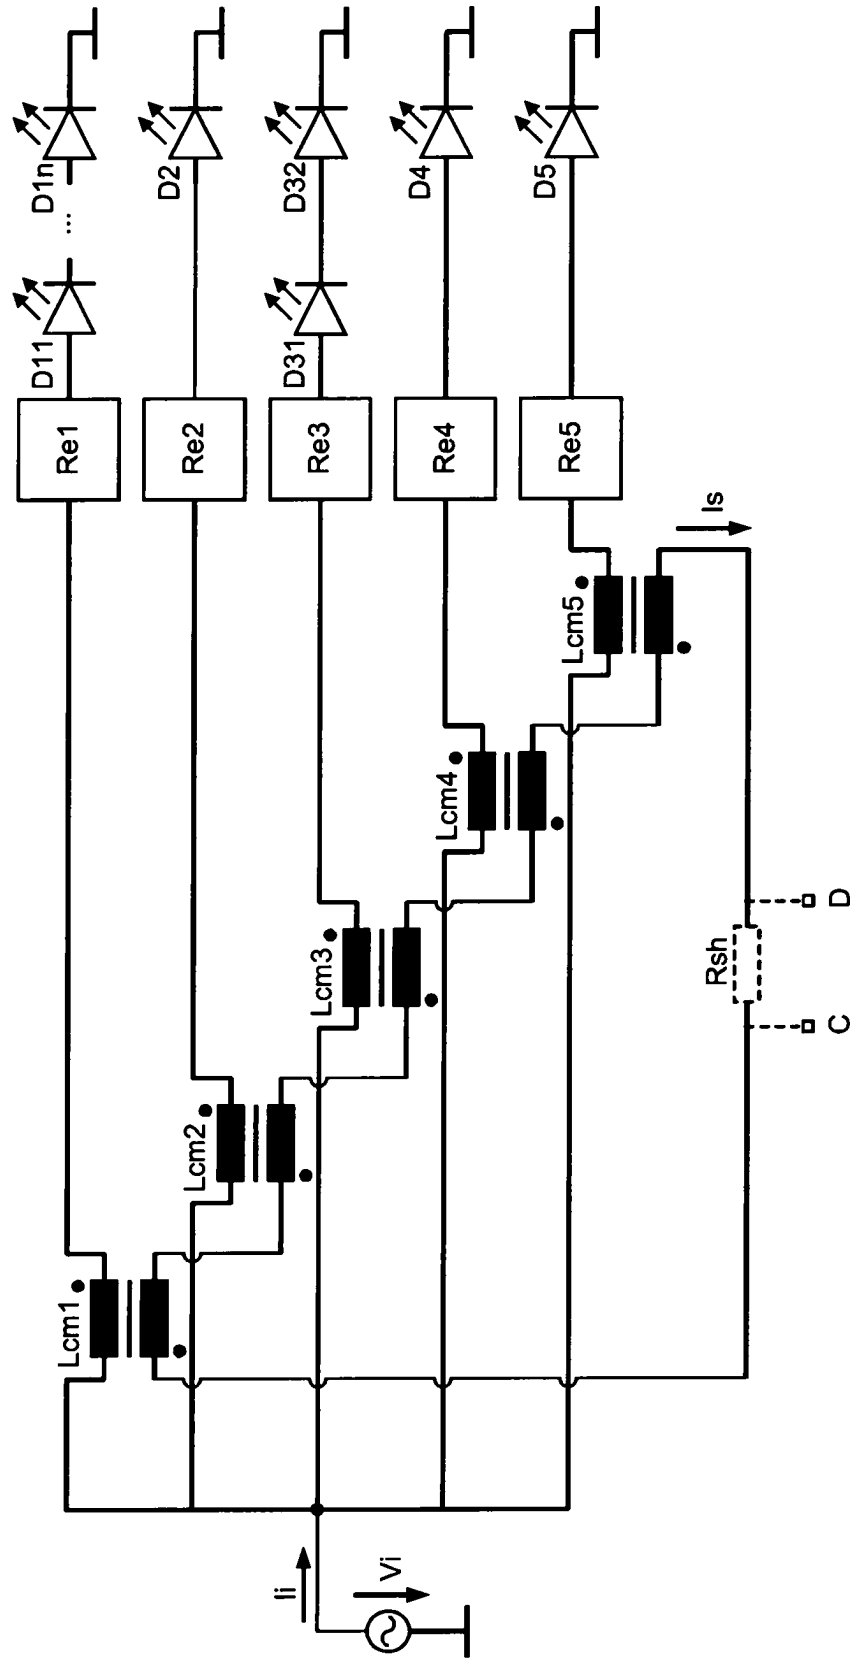 Ii
Vi
Lcm1
Lcm2
Lcm3
Lcm4
Lcm5
Re1
Re2
Re3
Re4
Re5
D11
...
D1n
D2
D31
D32
D4
D5
Is
Rsh
C
D